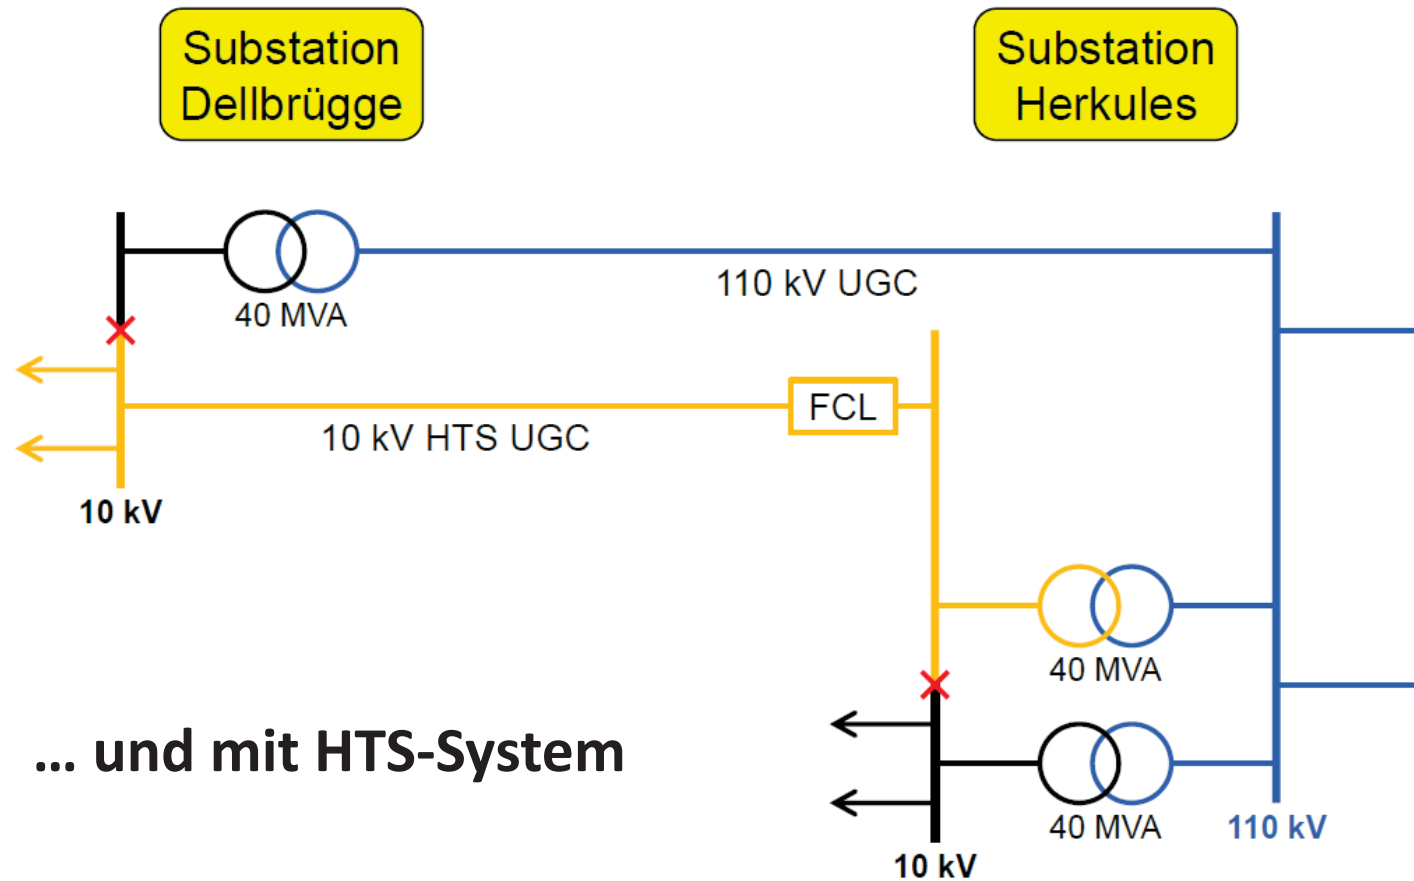 Substation
Dellbrügge
Substation
Herkules
40 MVA
110 kV UGC
FCL
10 kV HTS UGC
10 kV
40 MVA
... und mit HTS-System
40 MVA
110 kV
10 kV